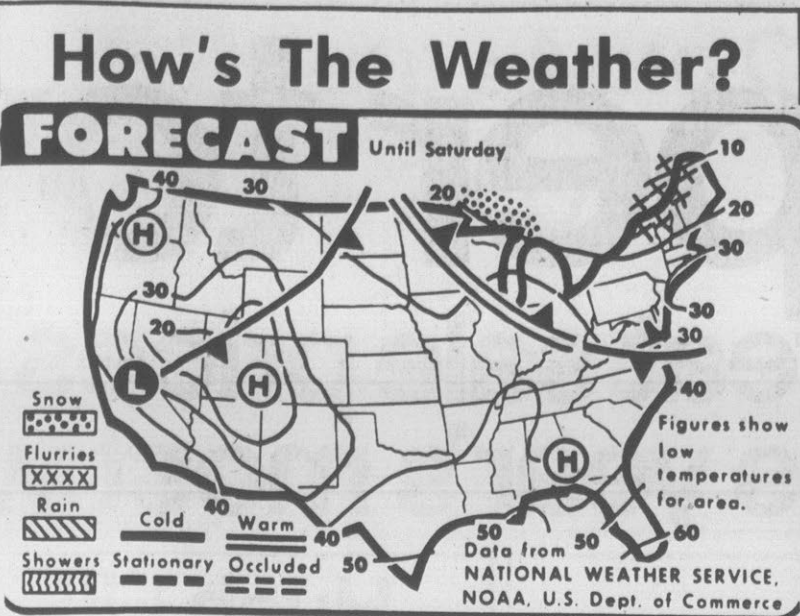 How's The Weather?
FORECAST
Until Saturday
10
40
30
20
20
H
30
30
30
20
30
L
H
40
Snow
Figures show
low
temperatures
for area.
Flurries
XXXX
H
Rain
40
Cold
Warm
40
50
50
60
Showers
Stationary
Occluded
50
Data from
NATIONAL WEATHER SERVICE,
NOAA, U.S. Dept. of Commerce